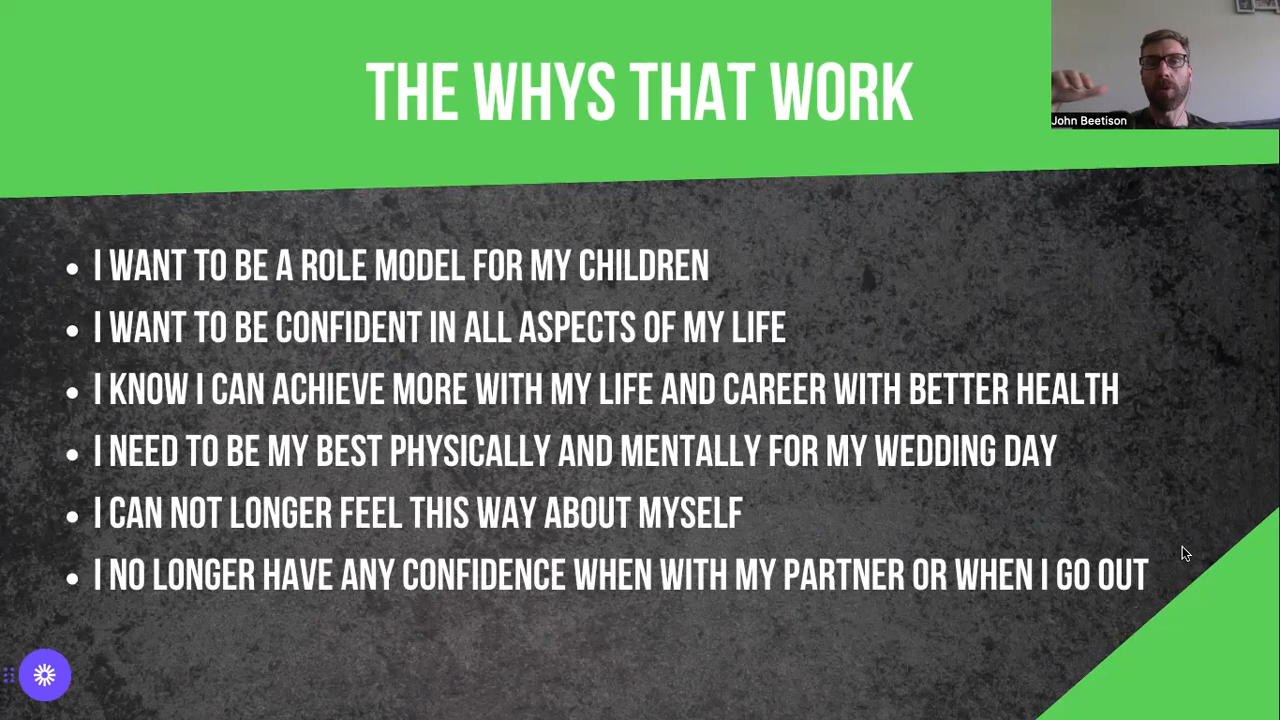 THE WHYS THAT WORK
John Beetison
• I WANT TO BE A ROLE MODEL FOR MY CHILDREN
• I WANT TO BE CONFIDENT IN ALL ASPECTS OF MY LIFE
• I KNOW I CAN ACHIEVE MORE WITH MY LIFE AND CAREER WITH BETTER HEALTH
• I NEED TO BE MY BEST PHYSICALLY AND MENTALLY FOR MY WEDDING DAY
• I CAN NOT LONGER FEEL THIS WAY ABOUT MYSELF
• I NO LONGER HAVE ANY CONFIDENCE WHEN WITH MY PARTNER OR WHEN I GO OUT